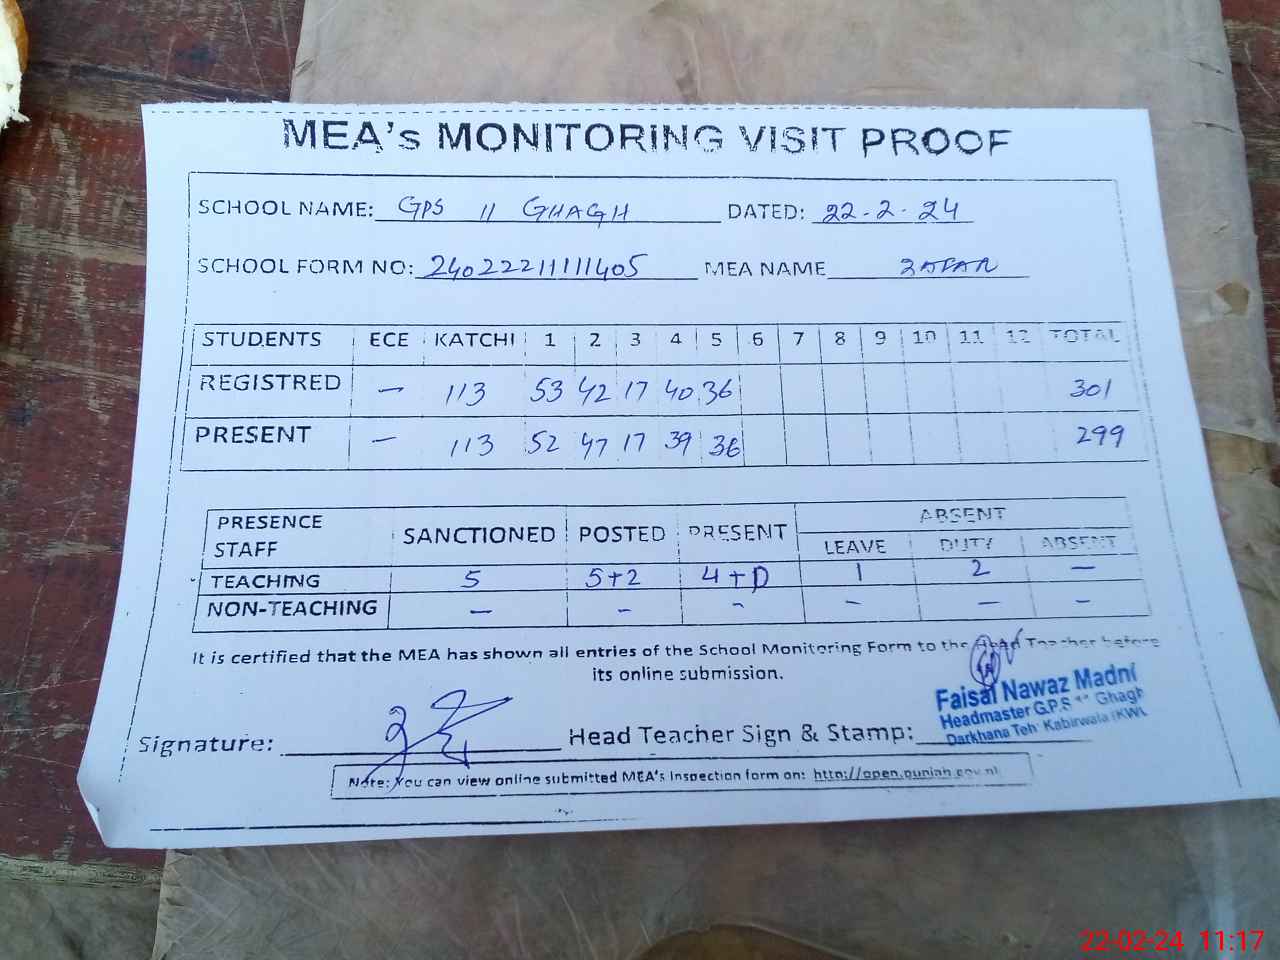 MEA's MONITORING VISIT PROOF
SCHOOL NAME: GPS 11 GHAGH DATED: 22-2-24
SCHOOL FORM NO: 24022211111405 MEA NAME ZAFAR
STUDENTS ECE KATCHI 1 2 3 4 5 6 7 8 9 10 11 12 TOTAL
REGISTRED — 113 53 42 17 40 36 301
PRESENT — 113 52 42 17 39 36 299
PRESENCE STAFF SANCTIONED POSTED PRESENT ABSENT
LEAVE DUTY ABSENT
TEACHING 5 5+2 4+D 1 2 —
NON-TEACHING — — — — — —
It is certified that the MEA has shown all entries of the School Monitoring Form to the Head Teacher before
its online submission.
Signature: Head Teacher Sign & Stamp:
Faisal Nawaz Madni
Headmaster G.P.S 11 Ghagh
Darkhana Teh: Kabirwala (KWL
Note: You can view online submitted MEA's Inspection form on: http://open.punjab.gov.pk
22-02-24 11:17